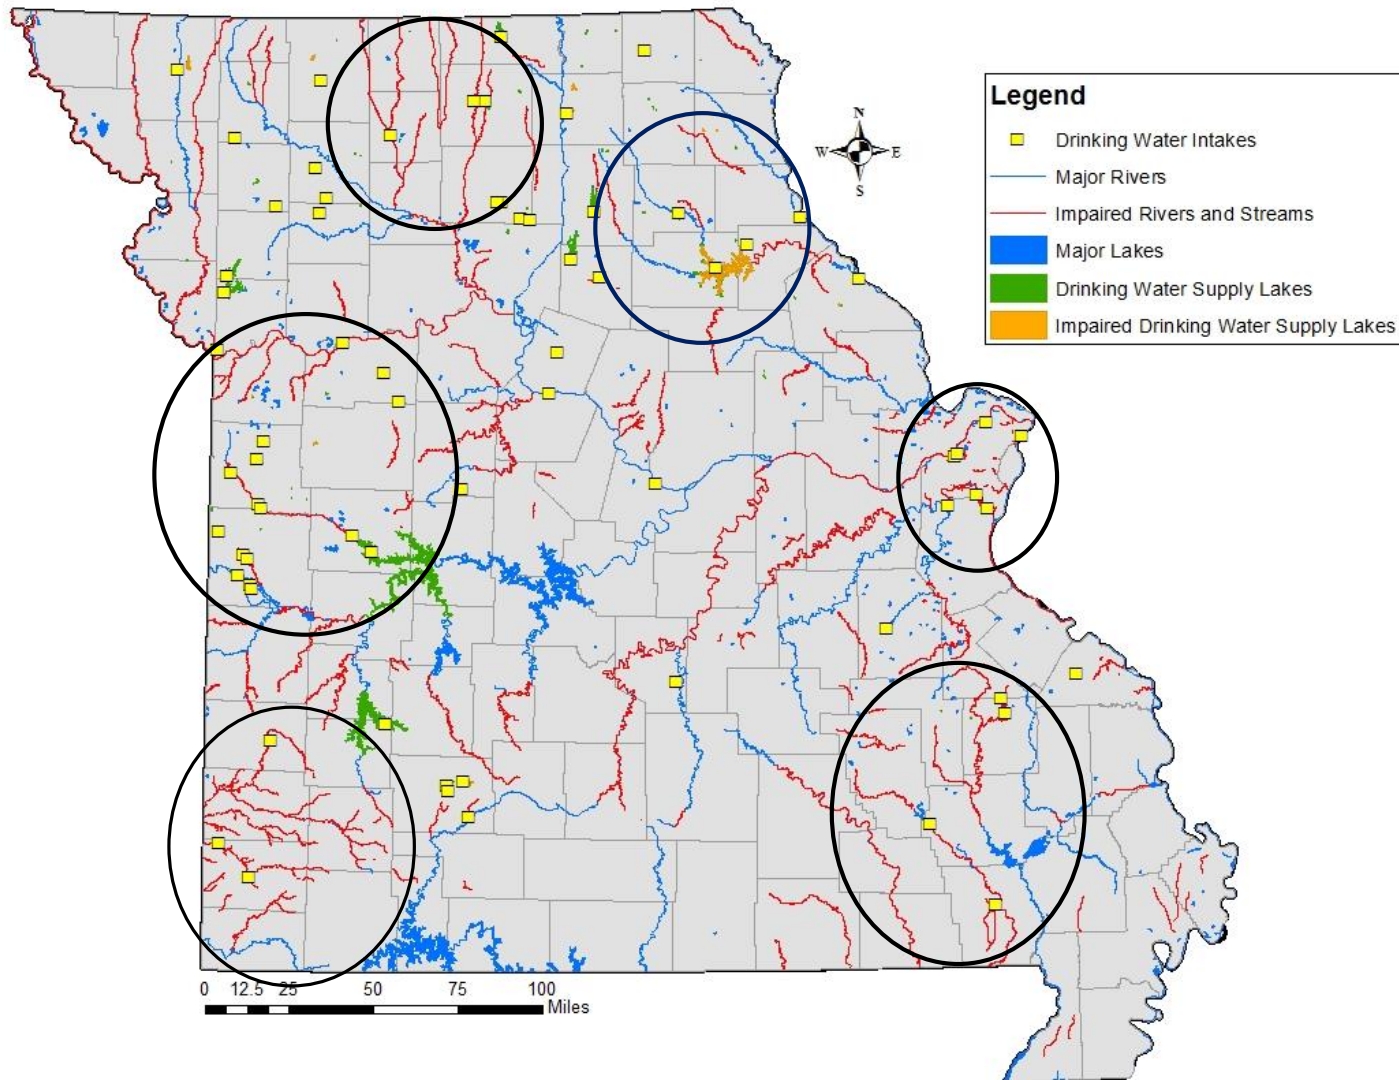 Legend
Drinking Water Intakes
Major Rivers
Impaired Rivers and Streams
Major Lakes
Drinking Water Supply Lakes
Impaired Drinking Water Supply Lakes
N
W E
S
0 12.5 25 50 75 100
Miles